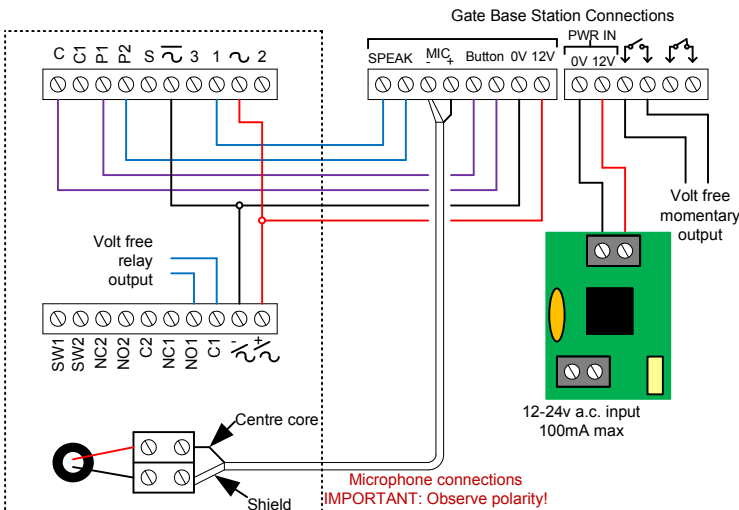 Gate Base Station Connections
PWR IN
C C1 P1 P2 S 3 1 2
SPEAK MIC - + Button 0V 12V
0V 12V
Volt free
momentary
output
Volt free
relay
output
SW1 SW2 NC2 NO2 C2 NC1 NO1 C1 - +
12-24v a.c. input
100mA max
Centre core
Shield
Microphone connections
IMPORTANT: Observe polarity!